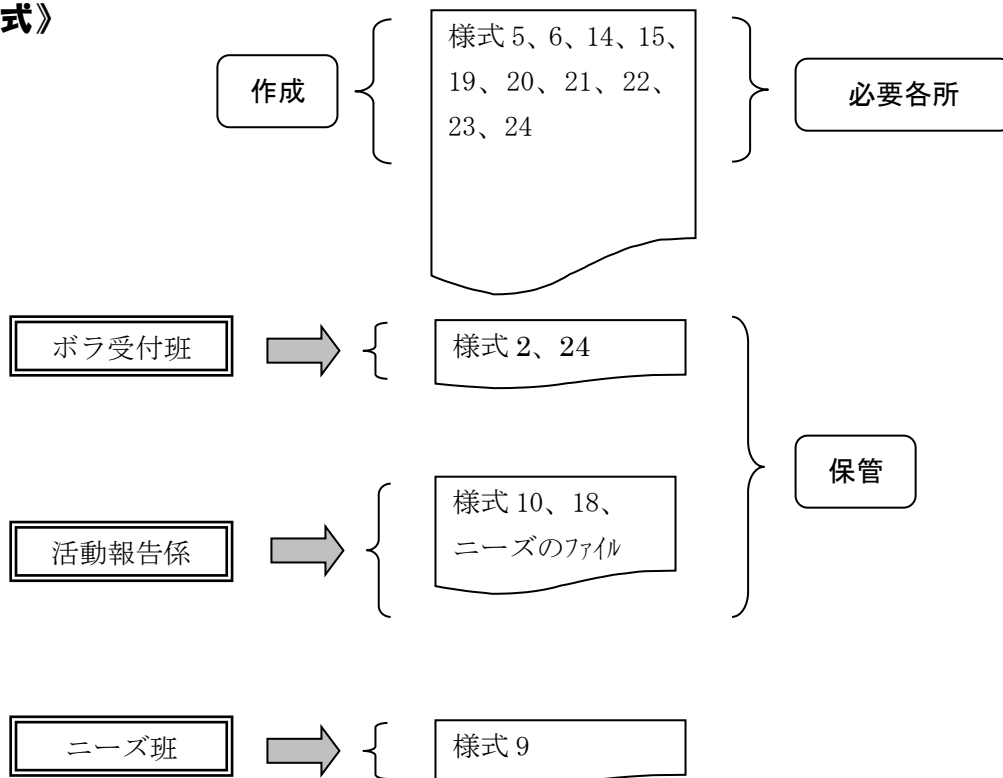 式》
作成
様式 5、6、14、15、
19、20、21、22、
23、24
必要各所
ボラ受付班
様式 2、24
活動報告係
様式 10、18、
ニーズのファイル
保管
ニーズ班
様式 9